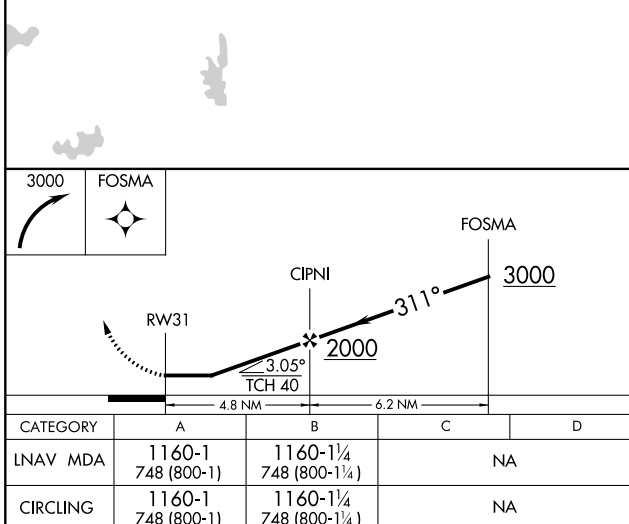 3000 FOSMA
FOSMA
3000
CIPNI
311°
RW31
2000
3.05°
TCH 40
4.8 NM 6.2 NM
CATEGORY A B C D
LNAV MDA 1160-1 1160-1¼ NA
748 (800-1) 748 (800-1¼)
CIRCLING 1160-1 1160-1¼ NA
748 (800-1) 748 (800-1¼)